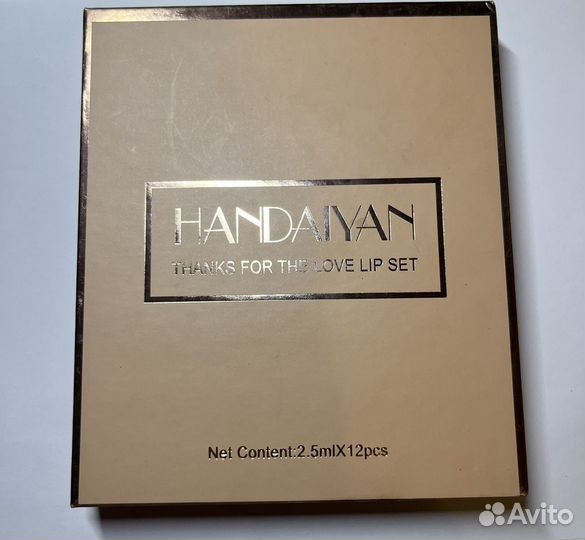 HANDAIYAN
THANKS FOR THE LOVE LIP SET
Net Content:2.5mlX12pcs
Avito